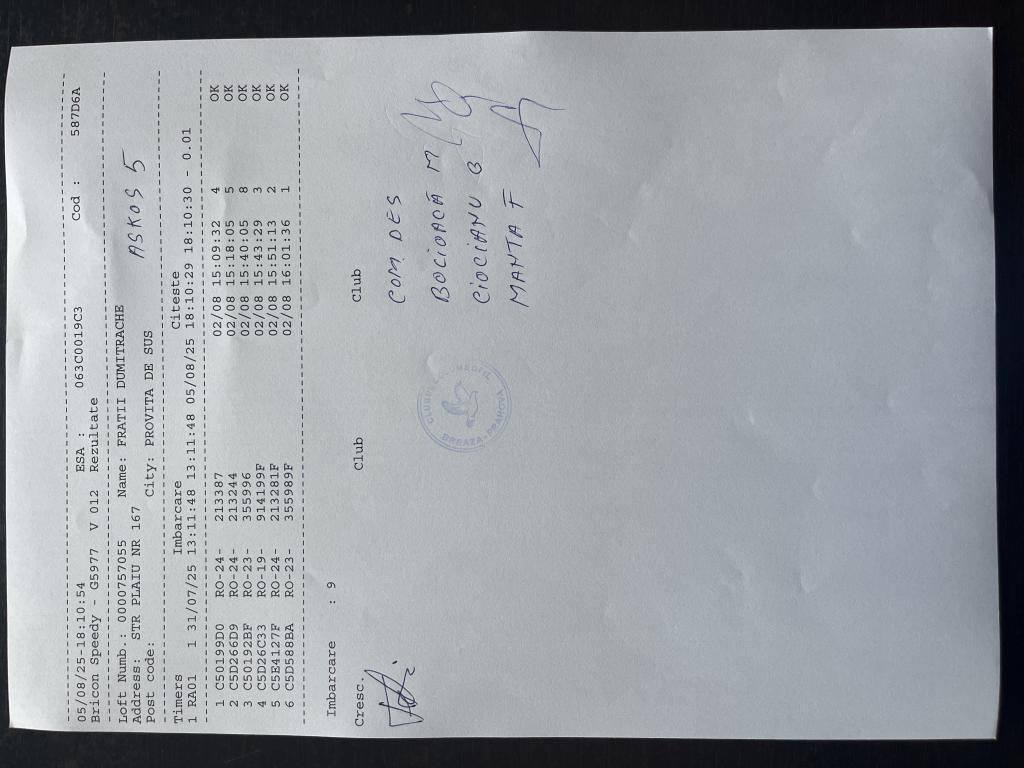 05/08/25-18:10:54 ESA : 063C0019C3 Cod : 587D6A
Bricon Speedy - G5977 V 012 Rezultate
Loft Numb.: 0000757055 Name: FRATII DUMITRACHE
Address: STR PLAIU NR 167 ASKOS 5
Post code: City: PROVITA DE SUS
Timers Imbarcare Citeste
1 RA01 1 31/07/25 13:11:48 13:11:48 05/08/25 18:10:29 18:10:30 - 0.01
1 C50199D0 RO-24- 213387 02/08 15:09:32 4 OK
2 C5D266D9 RO-24- 213244 02/08 15:18:05 5 OK
3 C50192BF RO-23- 355996 02/08 15:40:05 8 OK
4 C5D26C33 RO-19- 914199F 02/08 15:43:29 3 OK
5 C5E4127F RO-24- 213281F 02/08 15:51:13 2 OK
6 C5D588BA RO-23- 355989F 02/08 16:01:36 1 OK
Imbarcare : 9
Cresc. Club Club
COM DES
BOCIOACĂ M
CIOCIANU G
MANTA F
BREAZA-PRAHOVA